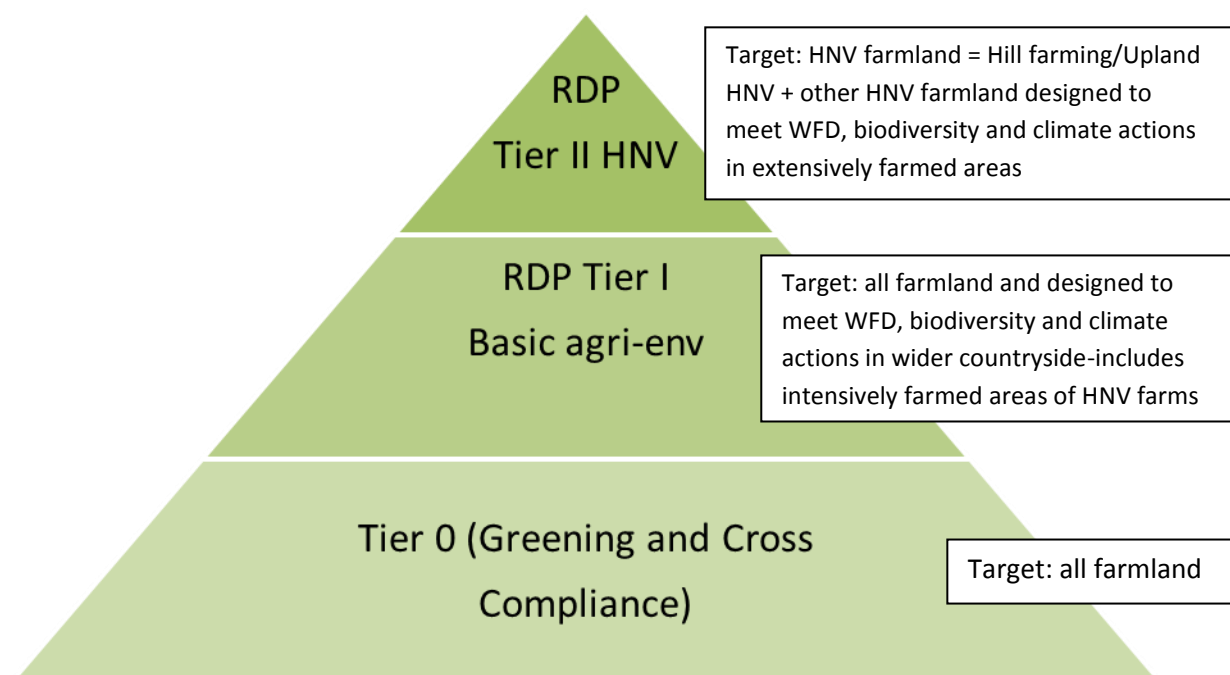 RDP
Tier II HNV
Target: HNV farmland = Hill farming/Upland
HNV + other HNV farmland designed to
meet WFD, biodiversity and climate actions
in extensively farmed areas
RDP Tier I
Basic agri-env
Target: all farmland and designed to
meet WFD, biodiversity and climate
actions in wider countryside-includes
intensively farmed areas of HNV farms
Tier 0 (Greening and Cross
Compliance)
Target: all farmland